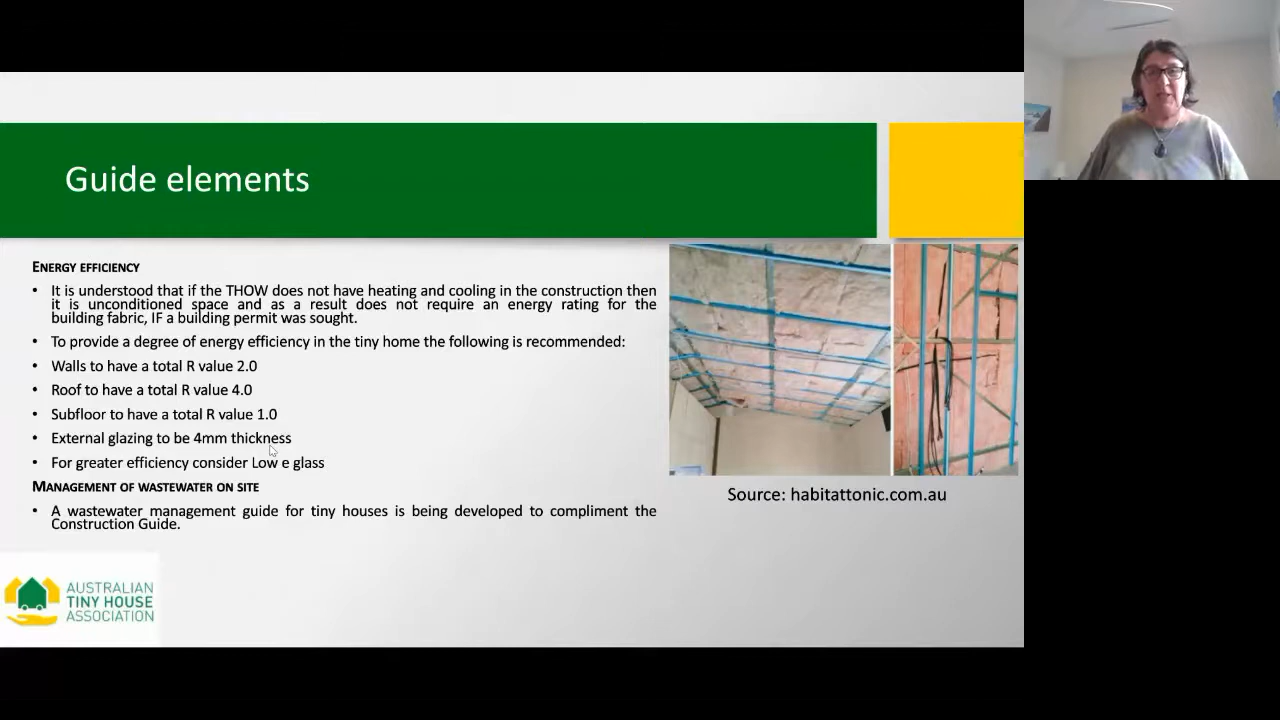 Guide elements
ENERGY EFFICIENCY
• It is understood that if the THOW does not have heating and cooling in the construction then
it is unconditioned space and as a result does not require an energy rating for the
building fabric, IF a building permit was sought.
• To provide a degree of energy efficiency in the tiny home the following is recommended:
• Walls to have a total R value 2.0
• Roof to have a total R value 4.0
• Subfloor to have a total R value 1.0
• External glazing to be 4mm thickness
• For greater efficiency consider Low e glass
MANAGEMENT OF WASTEWATER ON SITE
• A wastewater management guide for tiny houses is being developed to compliment the
Construction Guide.
Source: habitattonic.com.au
AUSTRALIAN
TINY HOUSE
ASSOCIATION